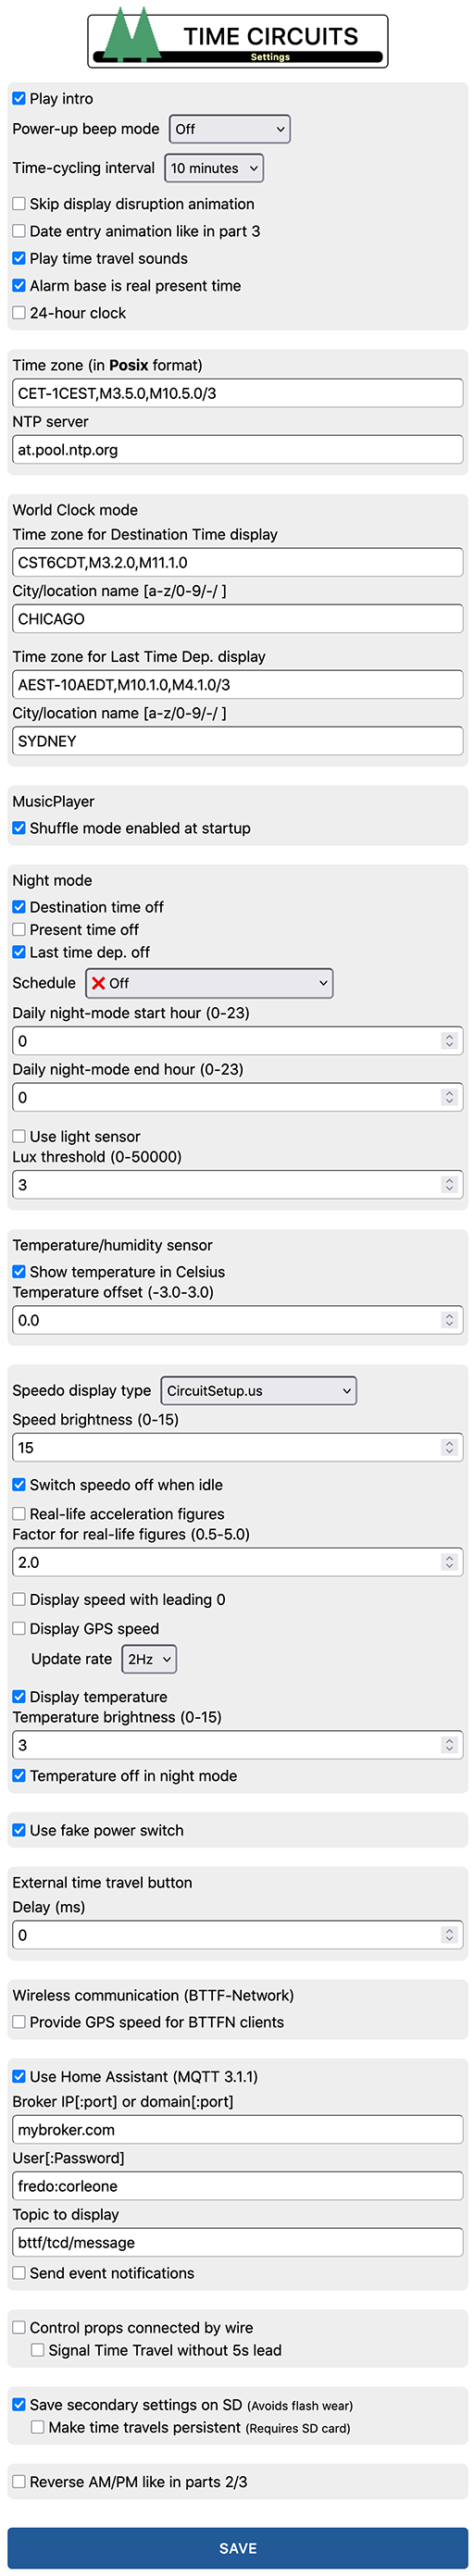 TIME CIRCUITS
Settings
Play intro
Power-up beep mode Off
Time-cycling interval 10 minutes
Skip display disruption animation
Date entry animation like in part 3
Play time travel sounds
Alarm base is real present time
24-hour clock
Time zone (in Posix format)
CET-1CEST,M3.5.0,M10.5.0/3
NTP server
at.pool.ntp.org
World Clock mode
Time zone for Destination Time display
CST6CDT,M3.2.0,M11.1.0
City/location name [a-z/0-9/-/ ]
CHICAGO
Time zone for Last Time Dep. display
AEST-10AEDT,M10.1.0,M4.1.0/3
City/location name [a-z/0-9/-/ ]
SYDNEY
MusicPlayer
Shuffle mode enabled at startup
Night mode
Destination time off
Present time off
Last time dep. off
Schedule ❌ Off
Daily night-mode start hour (0-23)
0
Daily night-mode end hour (0-23)
0
Use light sensor
Lux threshold (0-50000)
3
Temperature/humidity sensor
Show temperature in Celsius
Temperature offset (-3.0-3.0)
0.0
Speedo display type CircuitSetup.us
Speed brightness (0-15)
15
Switch speedo off when idle
Real-life acceleration figures
Factor for real-life figures (0.5-5.0)
2.0
Display speed with leading 0
Display GPS speed
Update rate 2Hz
Display temperature
Temperature brightness (0-15)
3
Temperature off in night mode
Use fake power switch
External time travel button
Delay (ms)
0
Wireless communication (BTTF-Network)
Provide GPS speed for BTTFN clients
Use Home Assistant (MQTT 3.1.1)
Broker IP[:port] or domain[:port]
mybroker.com
User[:Password]
fredo:corleone
Topic to display
bttf/tcd/message
Send event notifications
Control props connected by wire
Signal Time Travel without 5s lead
Save secondary settings on SD (Avoids flash wear)
Make time travels persistent (Requires SD card)
Reverse AM/PM like in parts 2/3
SAVE